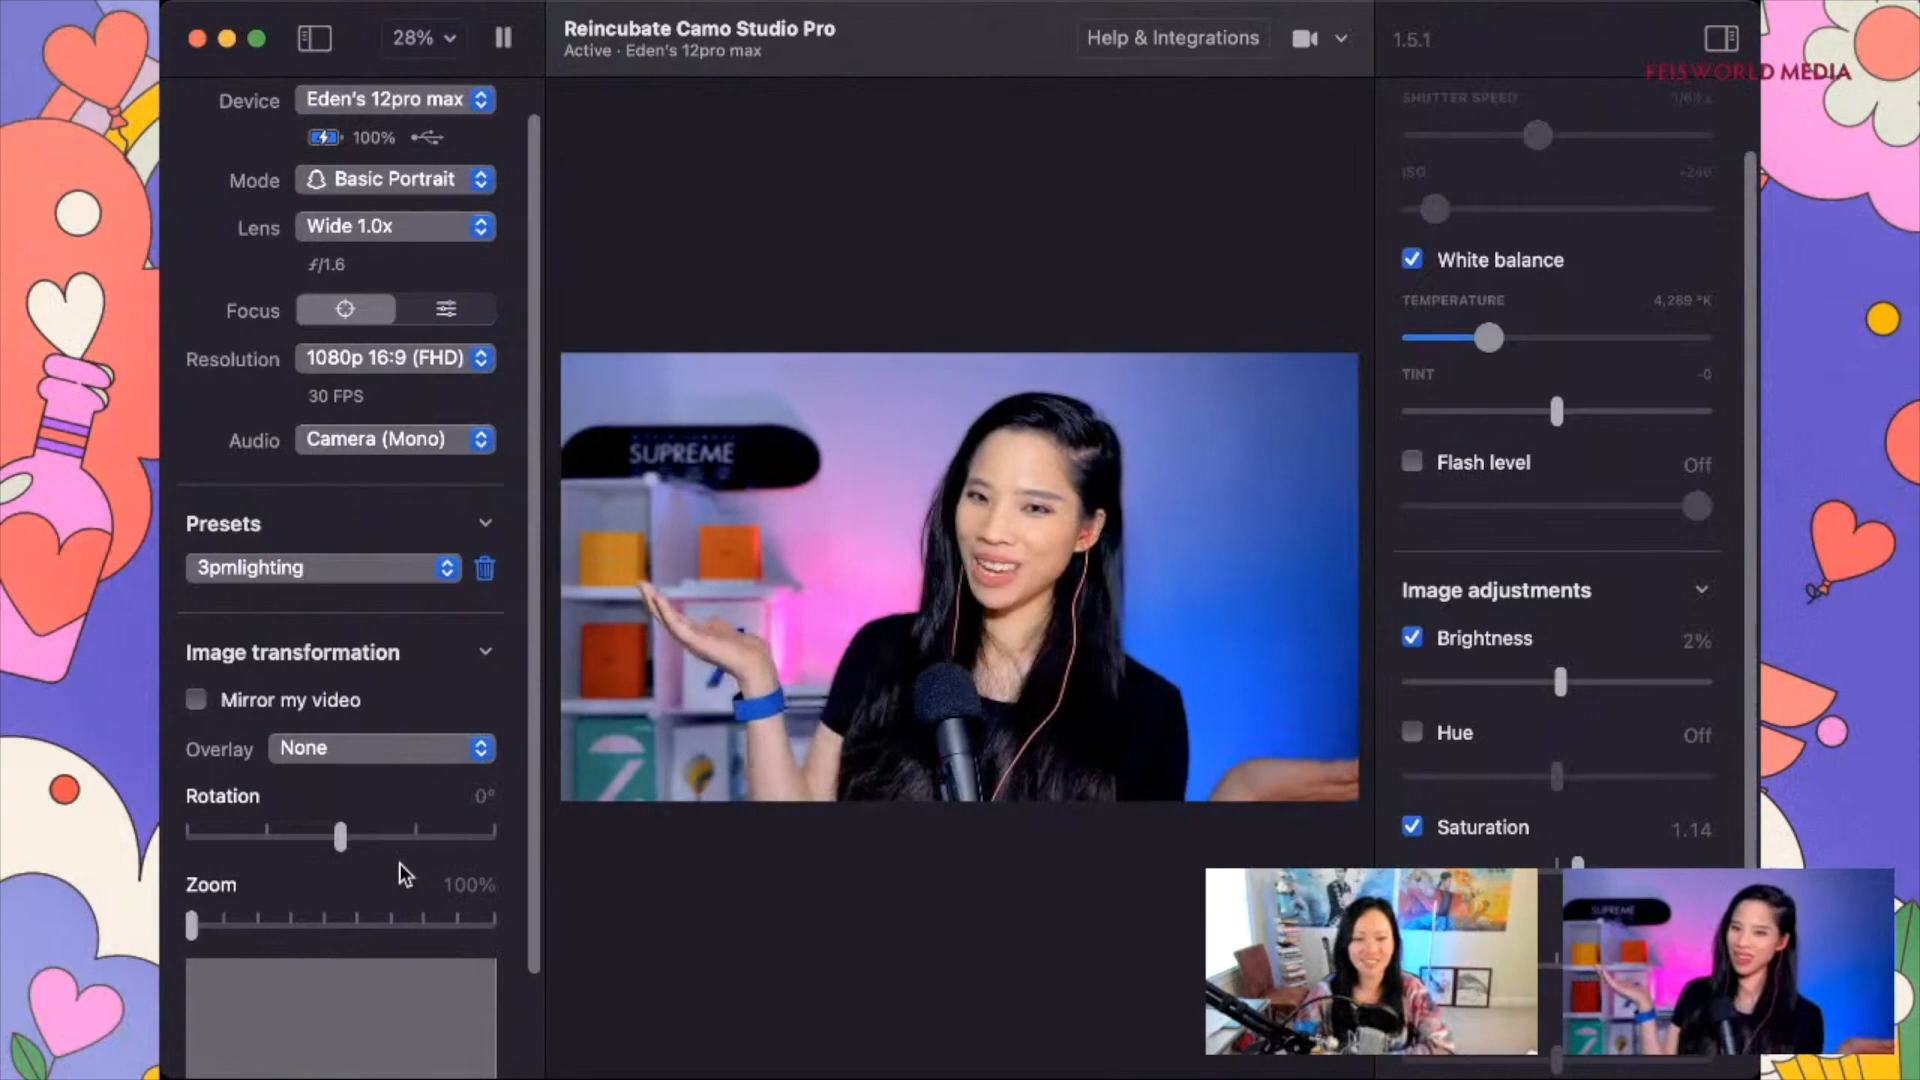 28%
Reincubate Camo Studio Pro
Active · Eden's 12pro max
Help & Integrations
1.5.1
FEISWORLD MEDIA
Device
Eden's 12pro max
100%
Mode
Basic Portrait
Lens
Wide 1.0x
ƒ/1.6
Focus
Resolution
1080p 16:9 (FHD)
30 FPS
Audio
Camera (Mono)
Presets
3pmlighting
Image transformation
Mirror my video
Overlay
None
Rotation
0°
Zoom
100%
SUPREME
SHUTTER SPEED
ISO
White balance
TEMPERATURE
4,289 °K
TINT
-0
Flash level
Off
Image adjustments
Brightness
2%
Hue
Off
Saturation
1.14
SUPREME